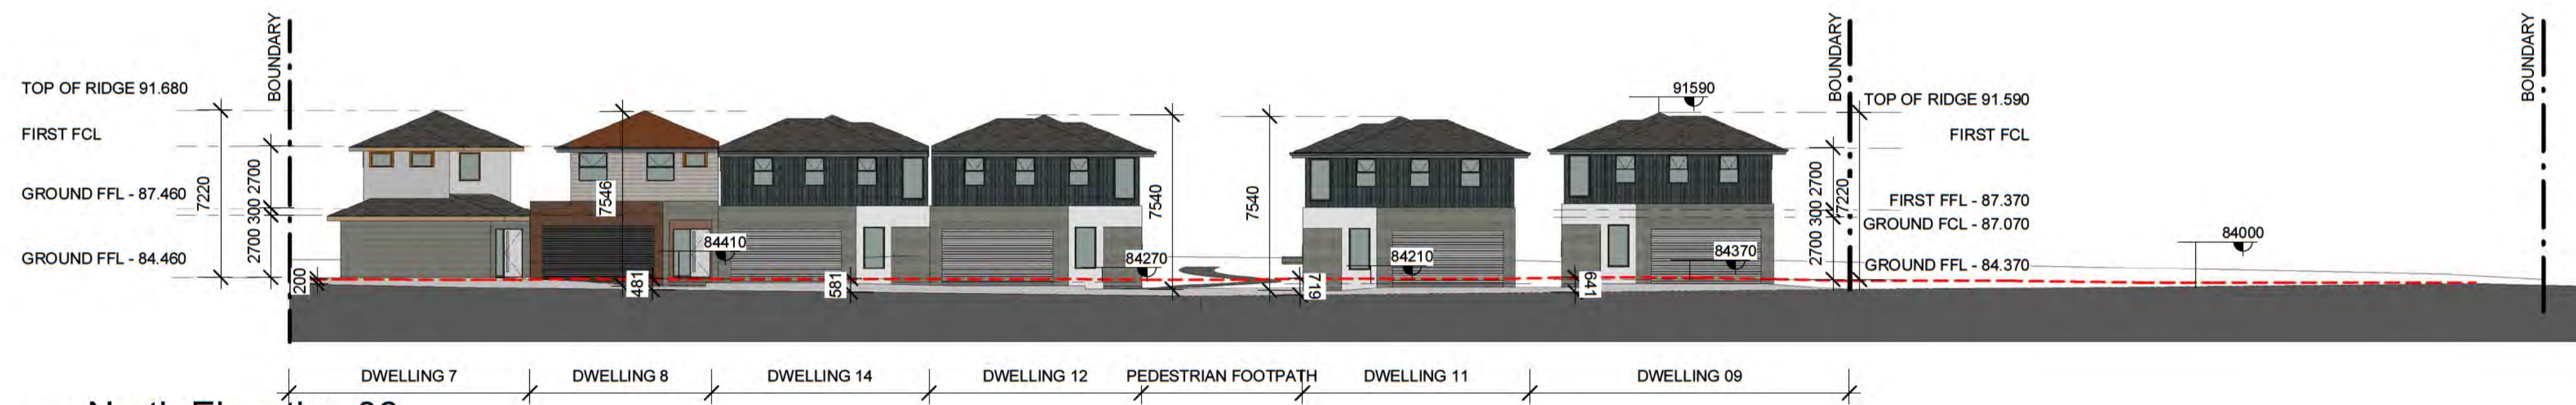 BOUNDARY
BOUNDARY
BOUNDARY
TOP OF RIDGE 91.680
FIRST FCL
GROUND FFL - 87.460
GROUND FFL - 84.460
7220
2700 300 2700
200
7546
481
84410
581
84270
7540
7540
719
84210
641
84370
91590
2700 300 2700
7220
TOP OF RIDGE 91.590
FIRST FCL
FIRST FFL - 87.370
GROUND FCL - 87.070
GROUND FFL - 84.370
84000
DWELLING 7
DWELLING 8
DWELLING 14
DWELLING 12
PEDESTRIAN FOOTPATH
DWELLING 11
DWELLING 09